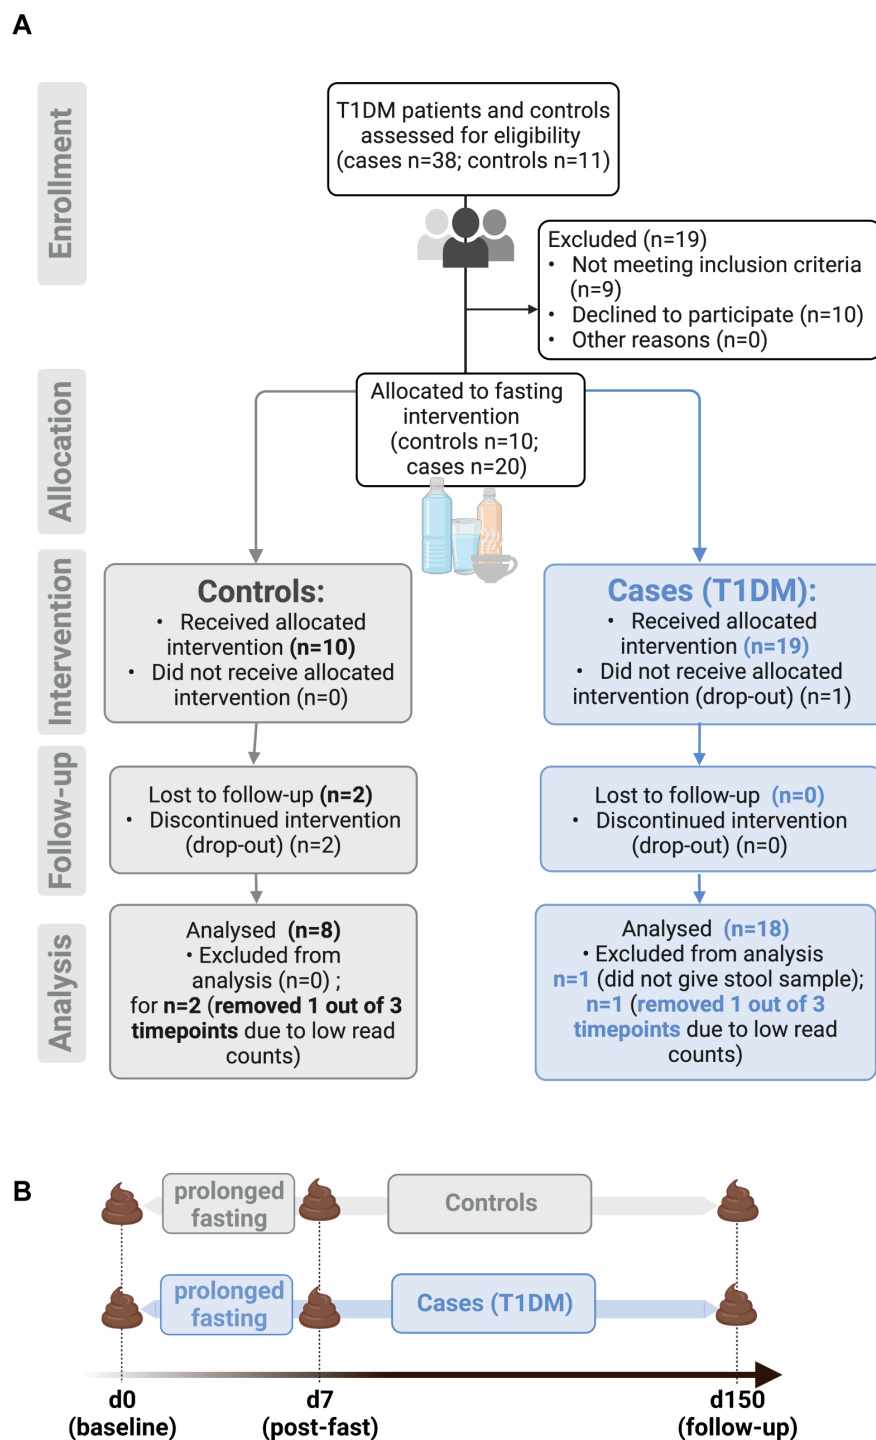 A
Enrollment
T1DM patients and controls
assessed for eligibility
(cases n=38; controls n=11)
Excluded (n=19)
• Not meeting inclusion criteria
(n=9)
• Declined to participate (n=10)
• Other reasons (n=0)
Allocation
Allocated to fasting
intervention
(controls n=10;
cases n=20)
Intervention
Controls:
• Received allocated
intervention (n=10)
• Did not receive allocated
intervention (n=0)
Cases (T1DM):
• Received allocated
intervention (n=19)
• Did not receive allocated
intervention (drop-out) (n=1)
Follow-up
Lost to follow-up (n=2)
• Discontinued intervention
(drop-out) (n=2)
Lost to follow-up (n=0)
• Discontinued intervention
(drop-out) (n=0)
Analysis
Analysed (n=8)
• Excluded from
analysis (n=0) ;
for n=2 (removed 1 out of 3
timepoints due to low read
counts)
Analysed (n=18)
• Excluded from analysis
n=1 (did not give stool sample);
n=1 (removed 1 out of 3
timepoints due to low read
counts)
B
prolonged
fasting
Controls
prolonged
fasting
Cases (T1DM)
d0
(baseline)
d7
(post-fast)
d150
(follow-up)